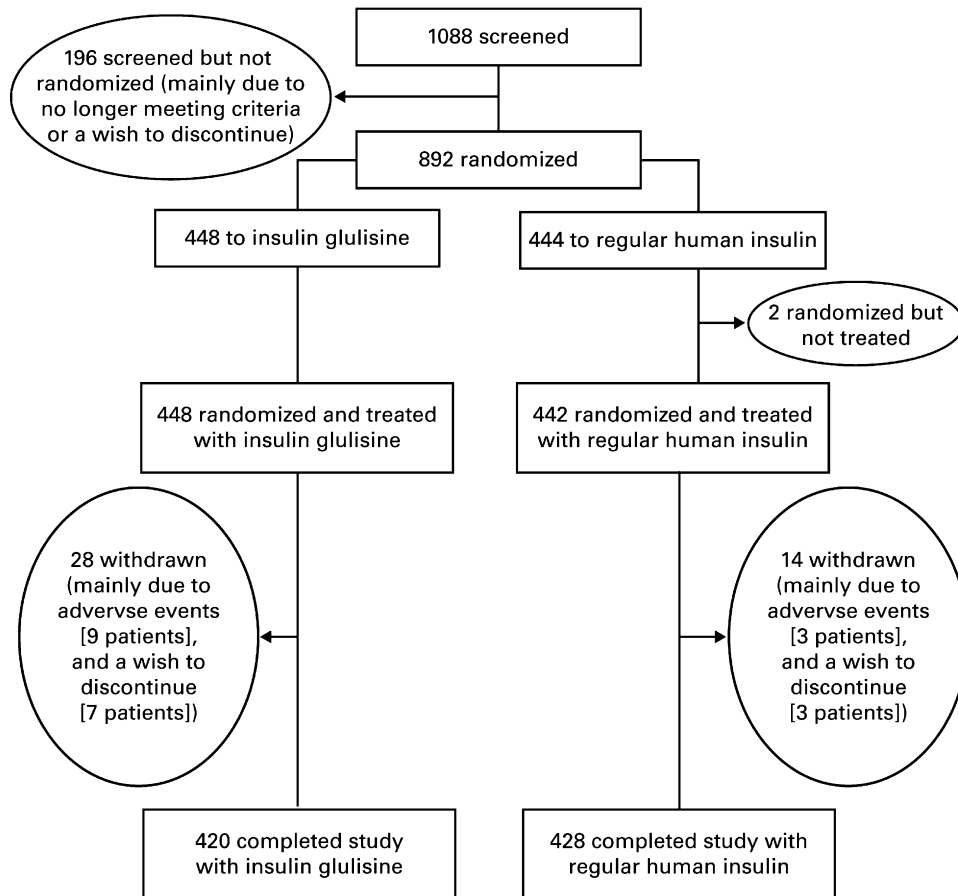 1088 screened
196 screened but not
randomized (mainly due to
no longer meeting criteria
or a wish to discontinue)
892 randomized
448 to insulin glulisine
444 to regular human insulin
2 randomized but
not treated
448 randomized and treated
with insulin glulisine
442 randomized and treated
with regular human insulin
28 withdrawn
(mainly due to
advervse events
[9 patients],
and a wish to
discontinue
[7 patients])
14 withdrawn
(mainly due to
advervse events
[3 patients],
and a wish to
discontinue
[3 patients])
420 completed study
with insulin glulisine
428 completed study with
regular human insulin